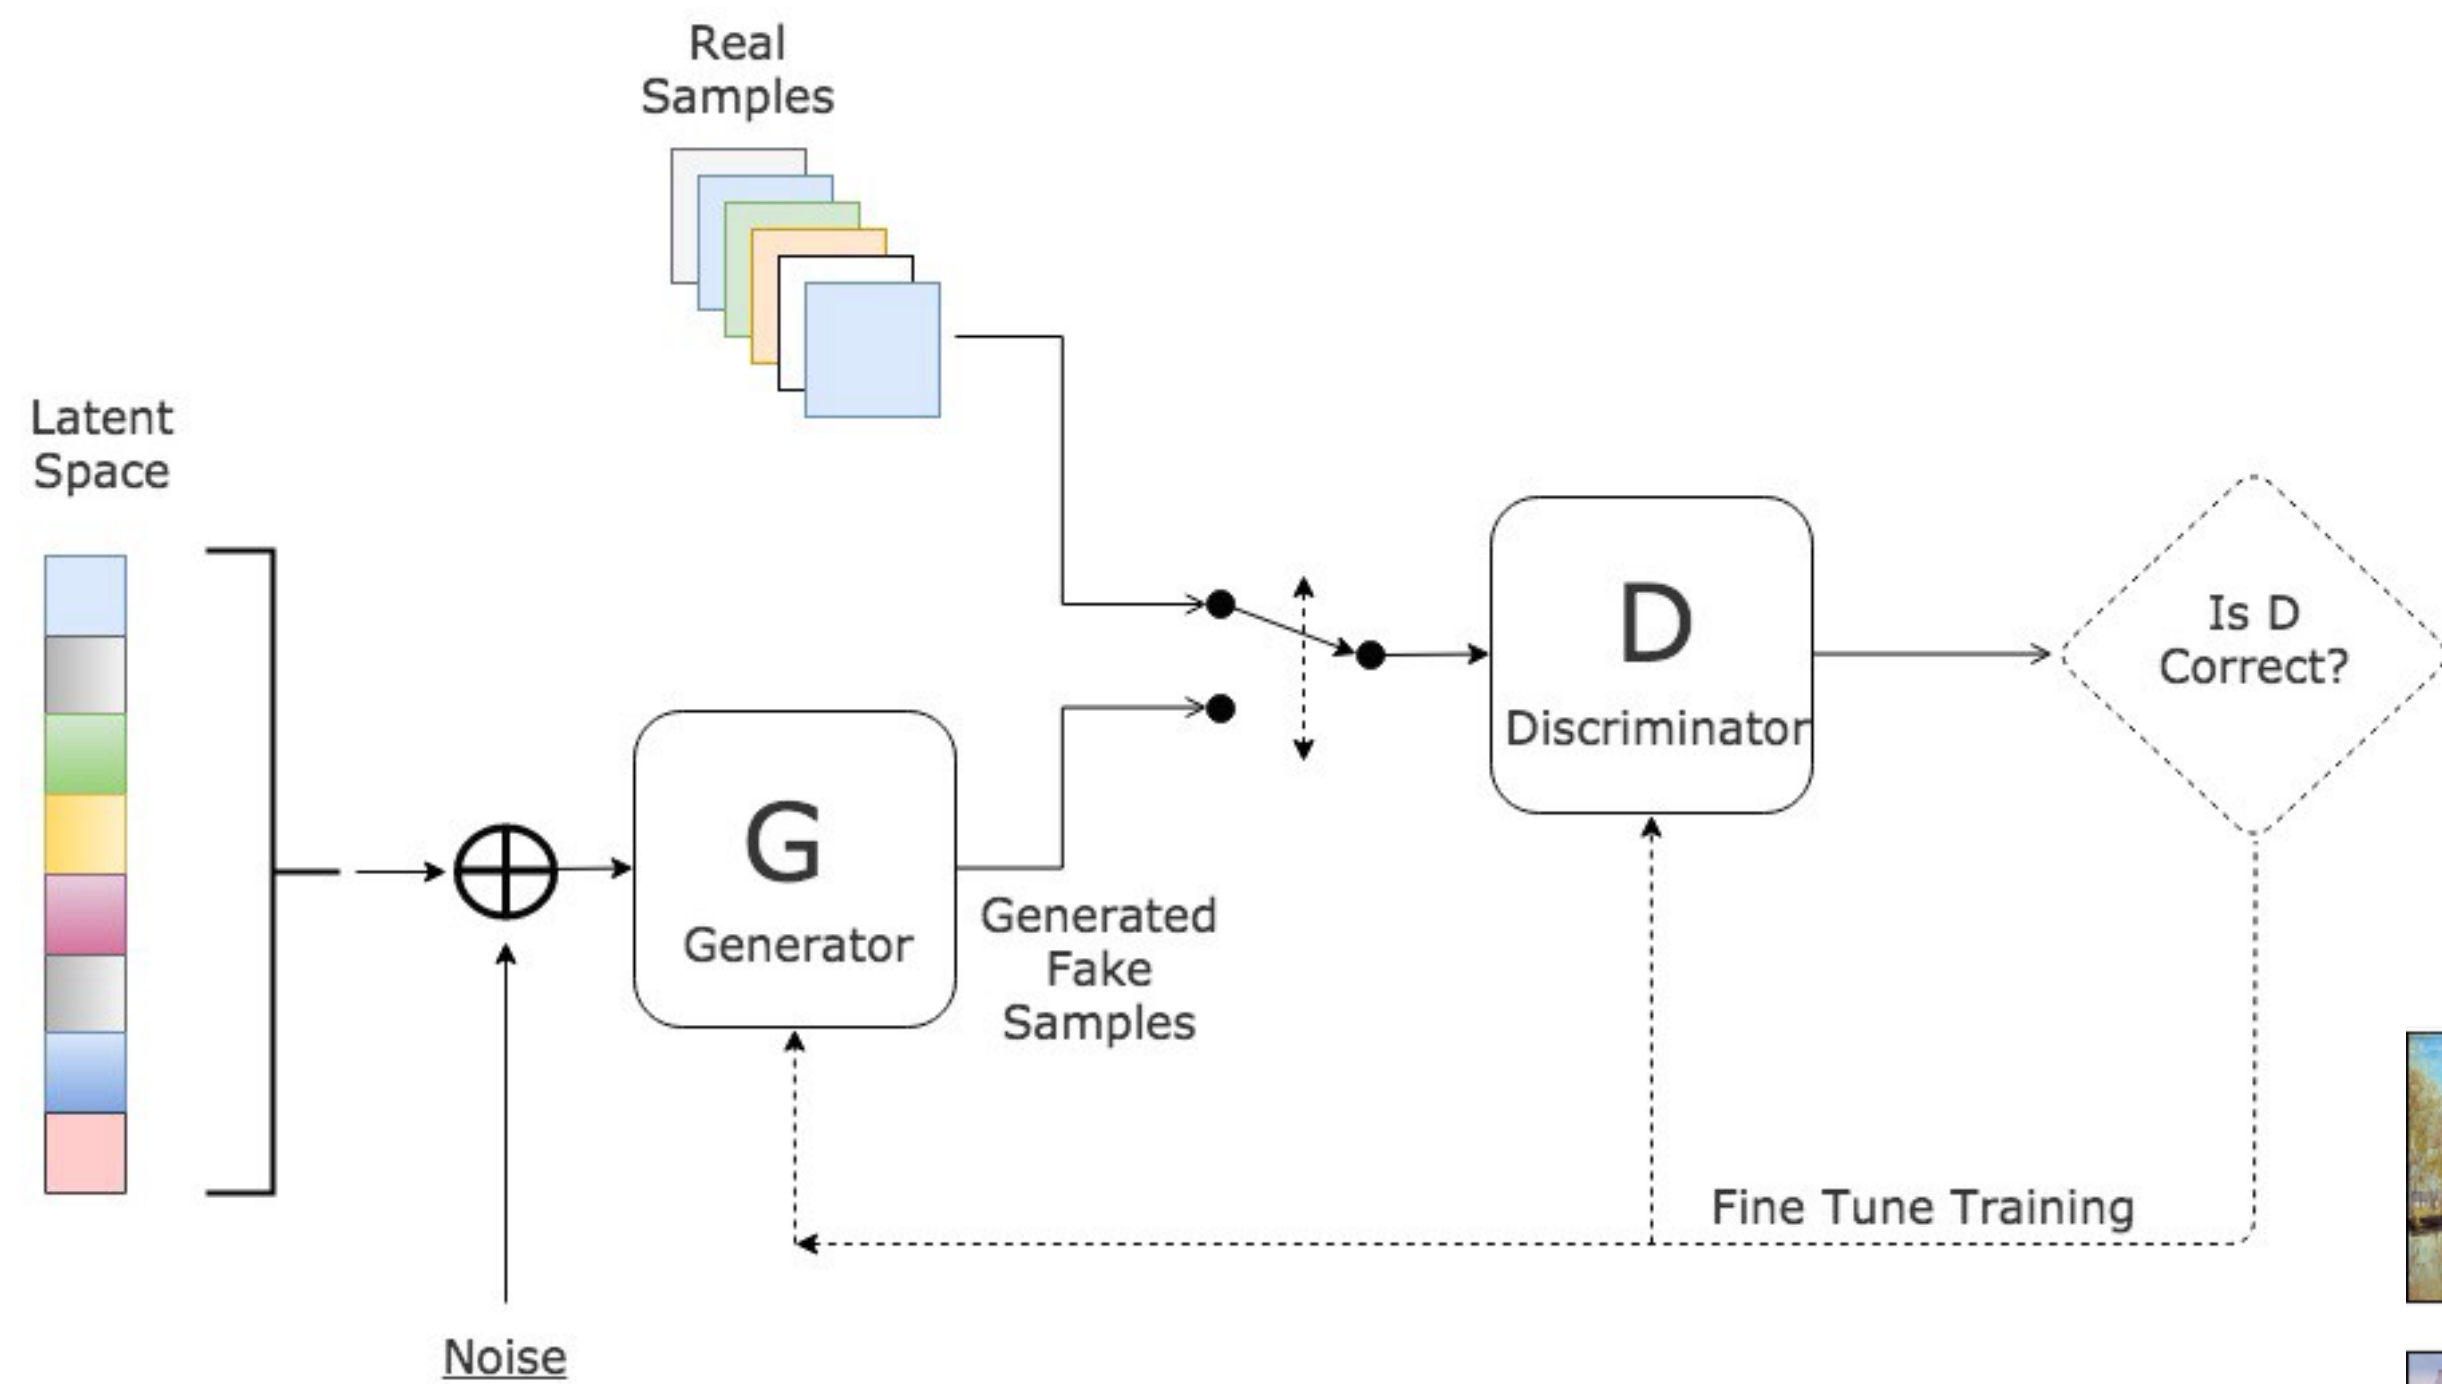 Real
Samples
Latent
Space
Is D
Correct?
D
Discriminator
G
Generator
Generated
Fake
Samples
Fine Tune Training
Noise